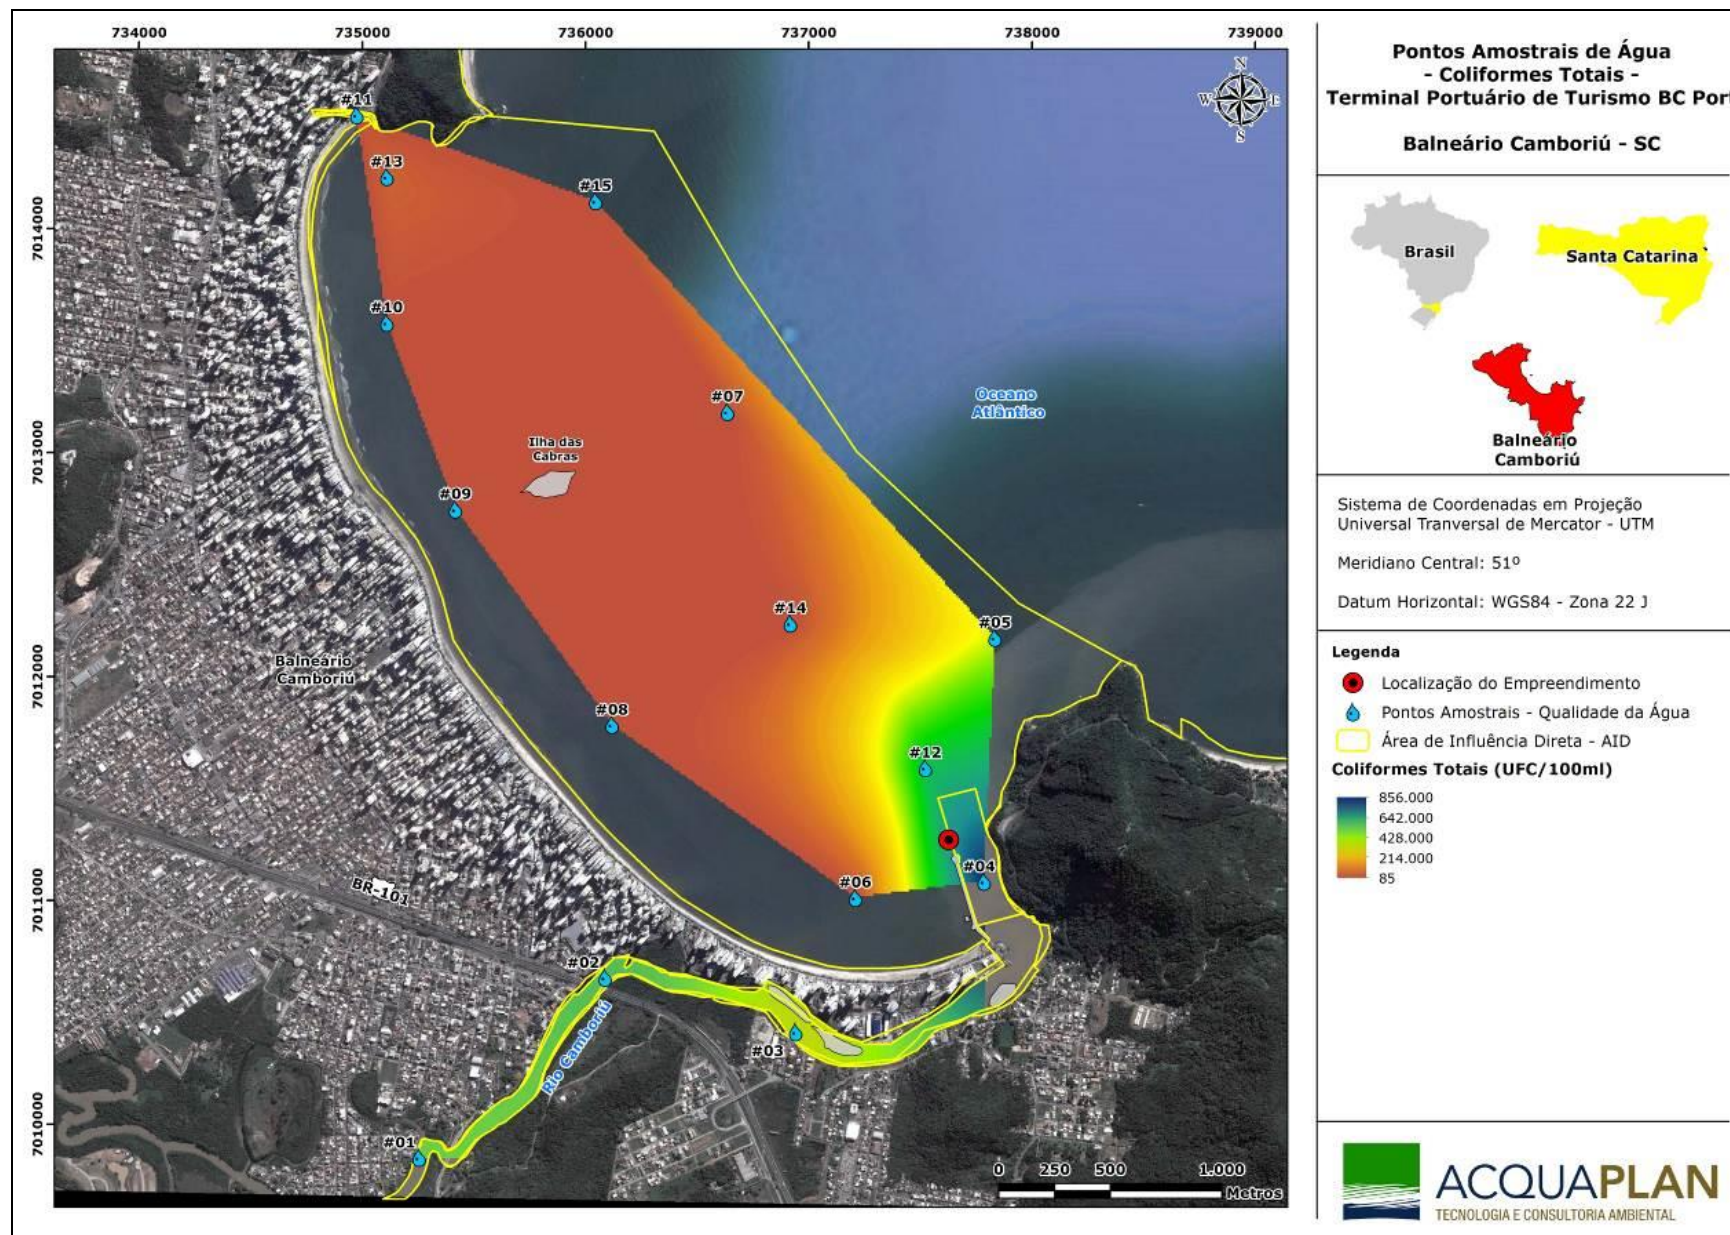 734000
735000
736000
737000
738000
739000
7014000
7013000
7012000
7011000
7010000
N
W
E
S
#11
#13
#15
#10
#07
Oceano
Atlântico
Ilha das
Cabras
#09
#14
#05
Balneário
Camboriú
#08
#12
#04
#06
BR-101
#02
#03
Rio Camboriú
#01
0 250 500 1.000
Metros
Pontos Amostrais de Água
- Coliformes Totais -
Terminal Portuário de Turismo BC Port
Balneário Camboriú - SC
Brasil
Santa Catarina
Balneário
Camboriú
Sistema de Coordenadas em Projeção
Universal Tranversal de Mercator - UTM
Meridiano Central: 51º
Datum Horizontal: WGS84 - Zona 22 J
Legenda
Localização do Empreendimento
Pontos Amostrais - Qualidade da Água
Área de Influência Direta - AID
Coliformes Totais (UFC/100ml)
856.000
642.000
428.000
214.000
85
ACQUAPLAN
TECNOLOGIA E CONSULTORIA AMBIENTAL